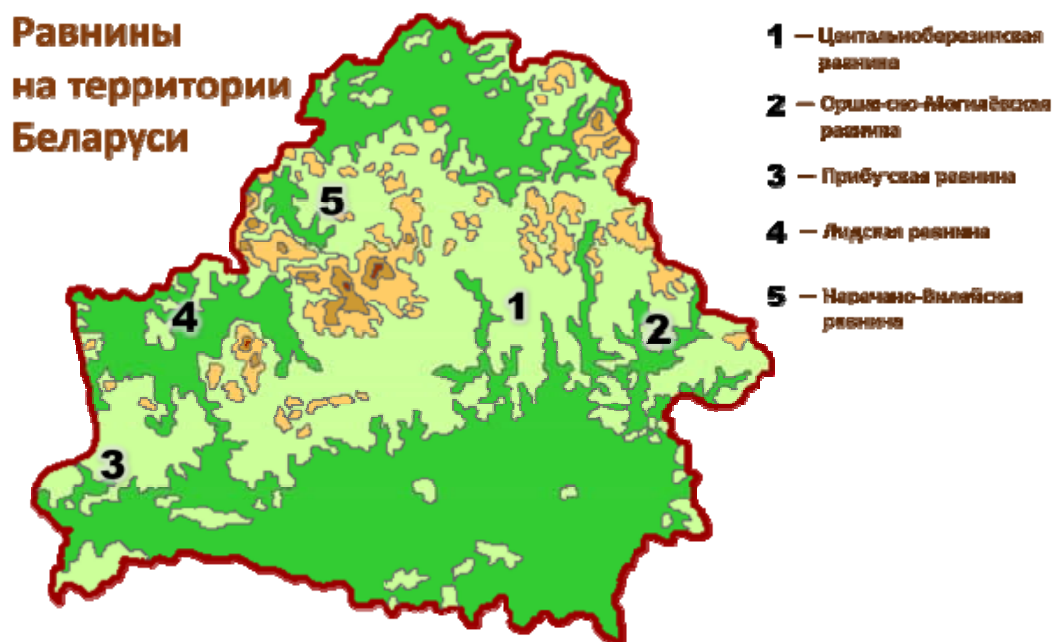 Равнины
на территории
Беларуси
1 – Центальноберезинская
равнина
2 – Оршанско-Могилёвская
равнина
3 – Прибугская равнина
4 – Лидская равнина
5 – Нарочано-Вилейская
равнина
5
4
1
2
3